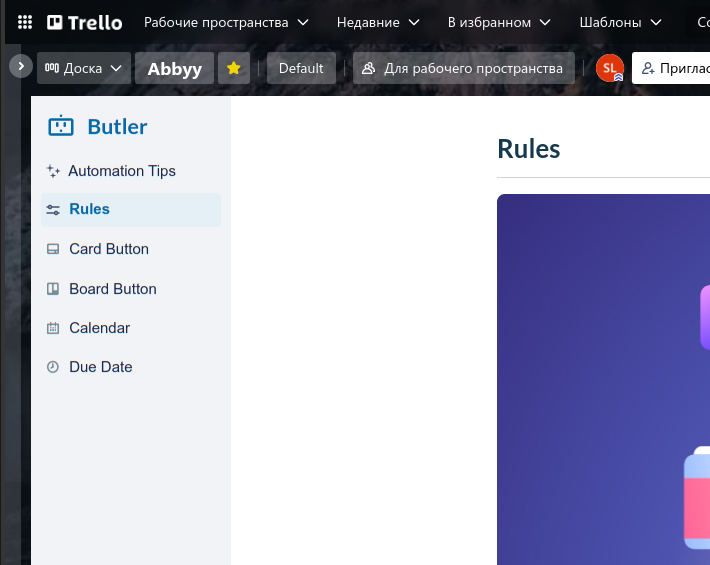 Trello Рабочие пространства Недавние В избранном Шаблоны
Доска Abbyy Default Для рабочего пространства SL Приглас
Butler
Automation Tips
Rules
Card Button
Board Button
Calendar
Due Date
Rules